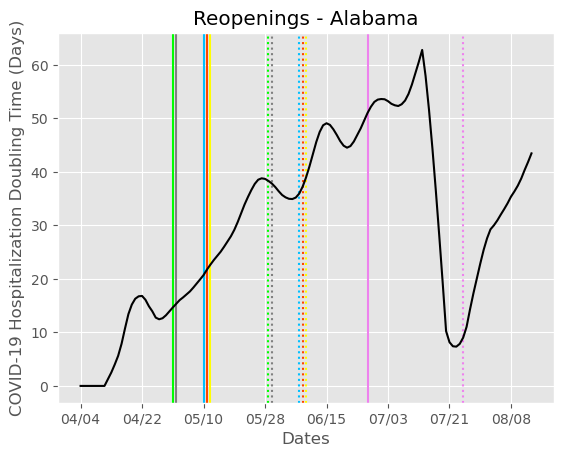 Reopenings - Alabama
COVID-19 Hospitalization Doubling Time (Days)
60
50
40
30
20
10
0
04/04 04/22 05/10 05/28 06/15 07/03 07/21 08/08
Dates